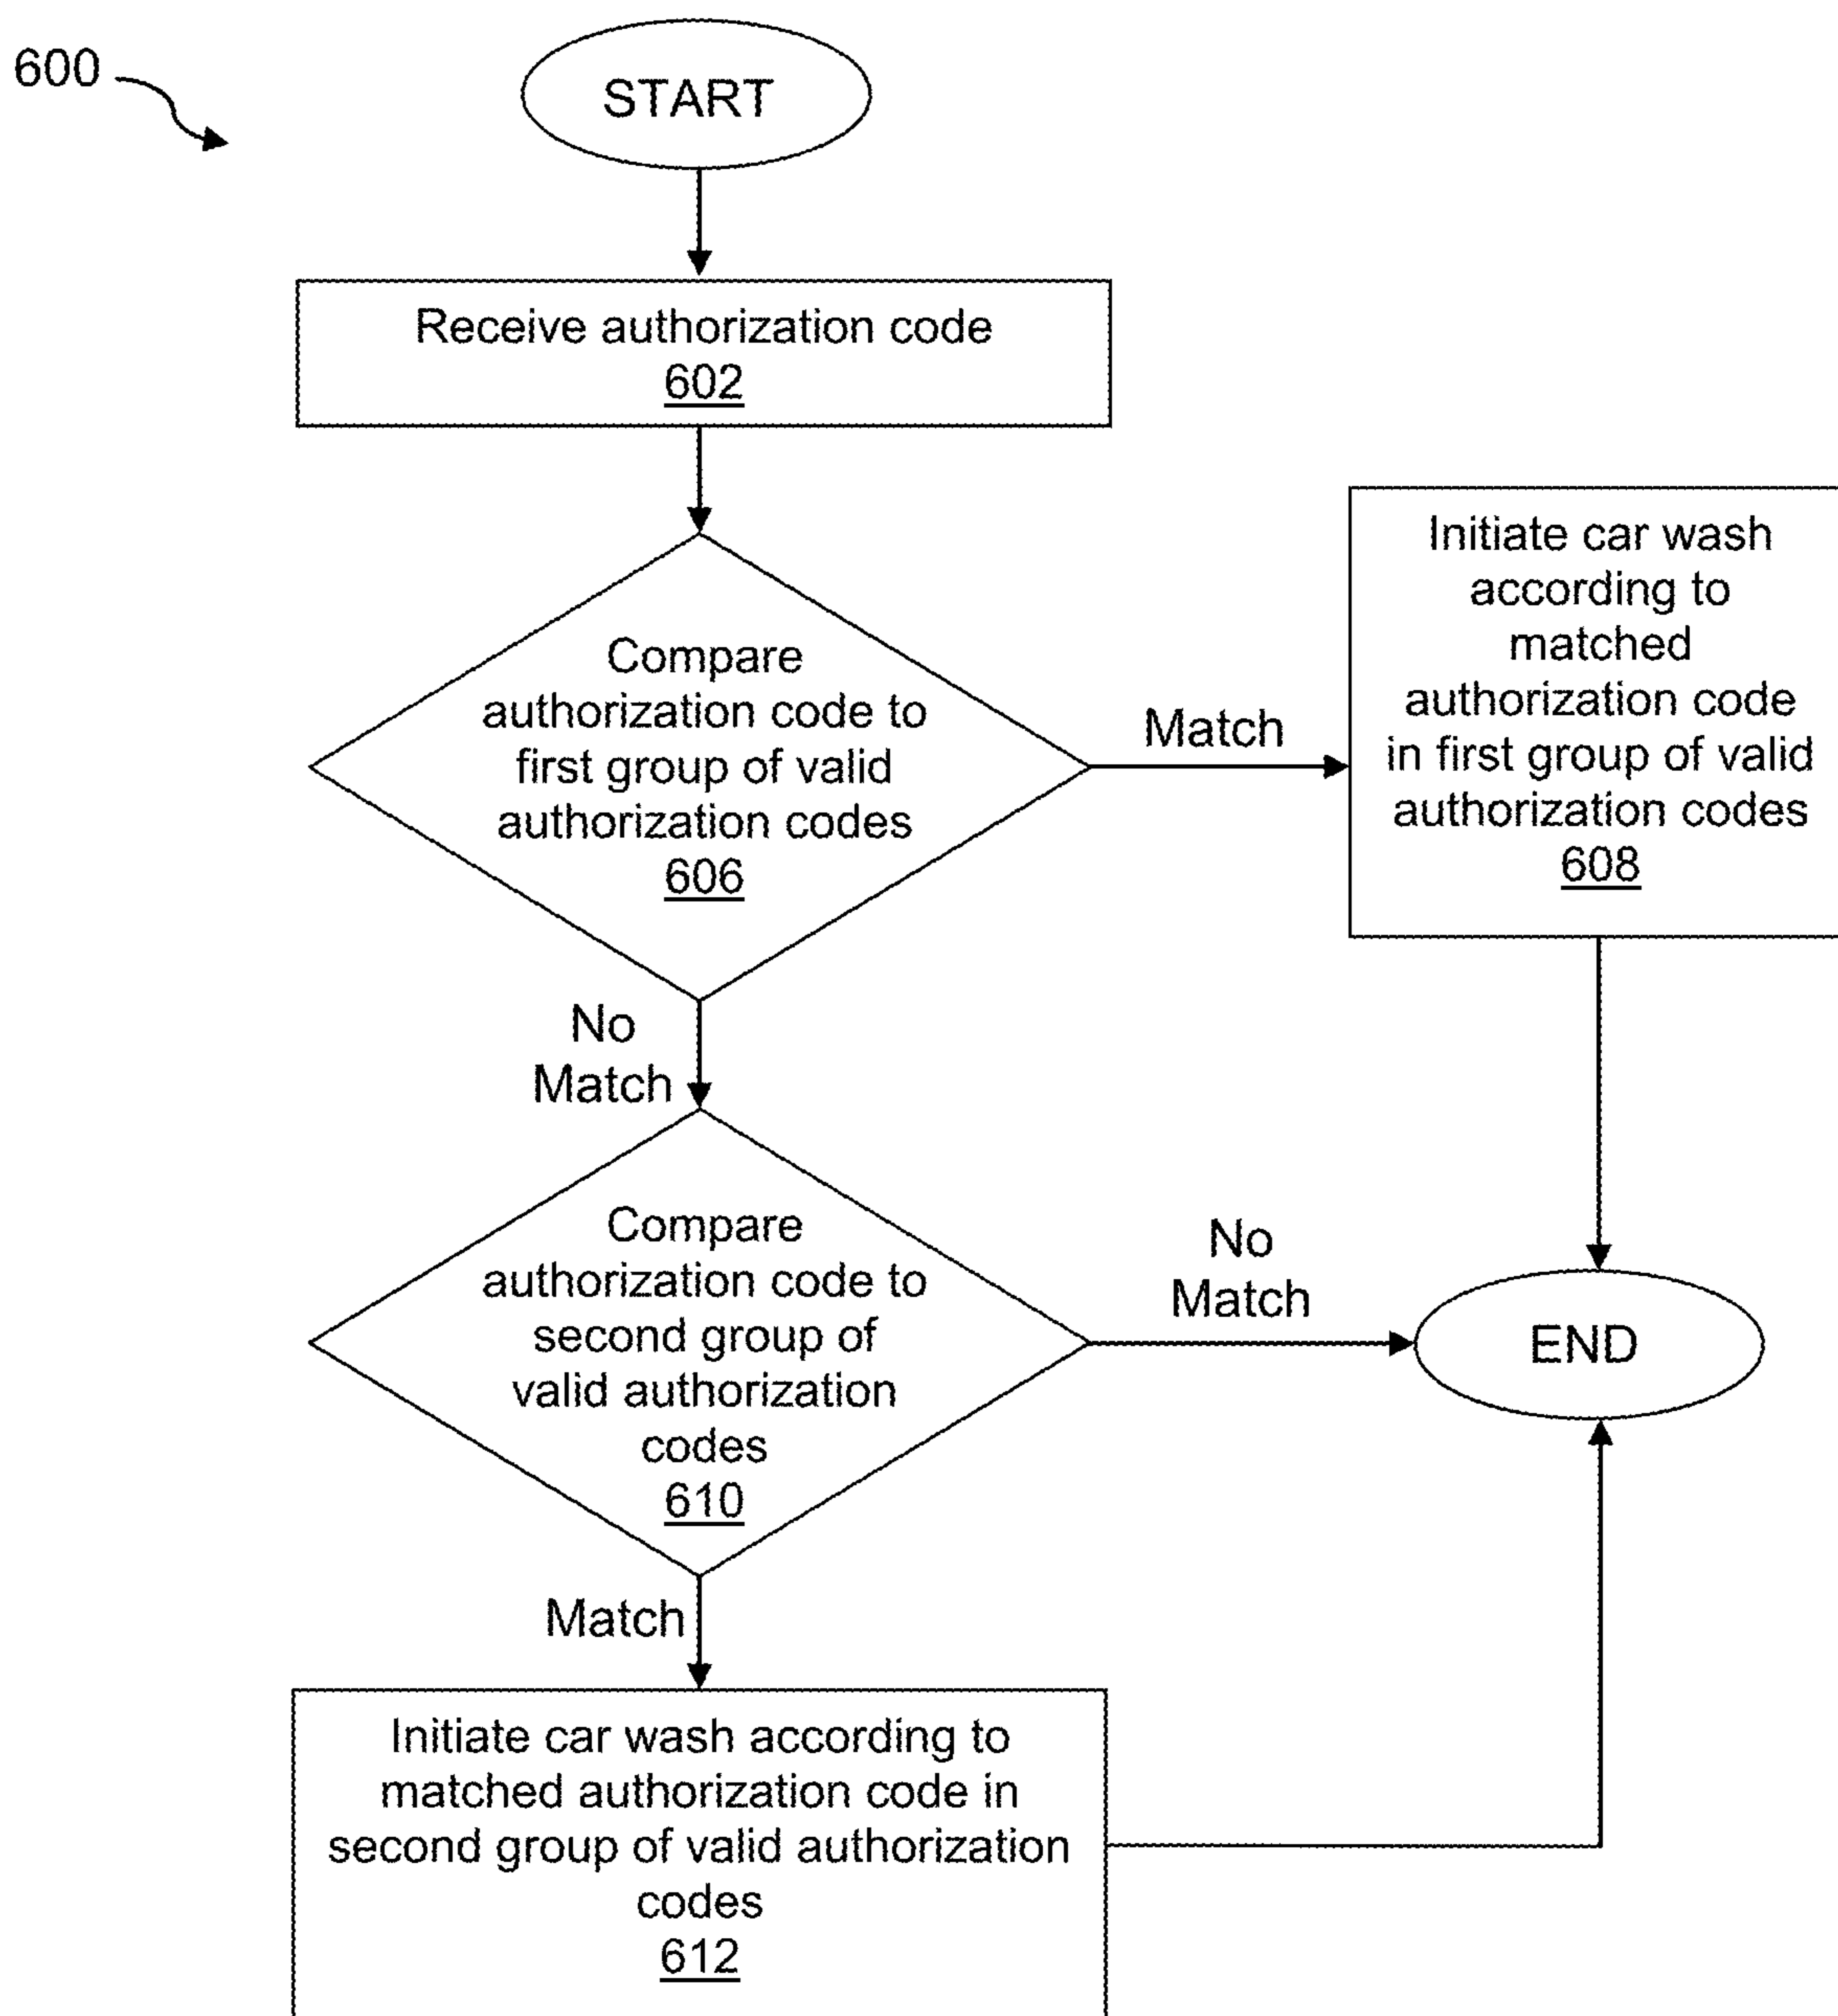 600
START
Receive authorization code
602
Compare
authorization code to
first group of valid
authorization codes
606
Match
Initiate car wash
according to
matched
authorization code
in first group of valid
authorization codes
608
No
Match
Compare
authorization code to
second group of
valid authorization
codes
610
No
Match
END
Match
Initiate car wash according to
matched authorization code in
second group of valid authorization
codes
612